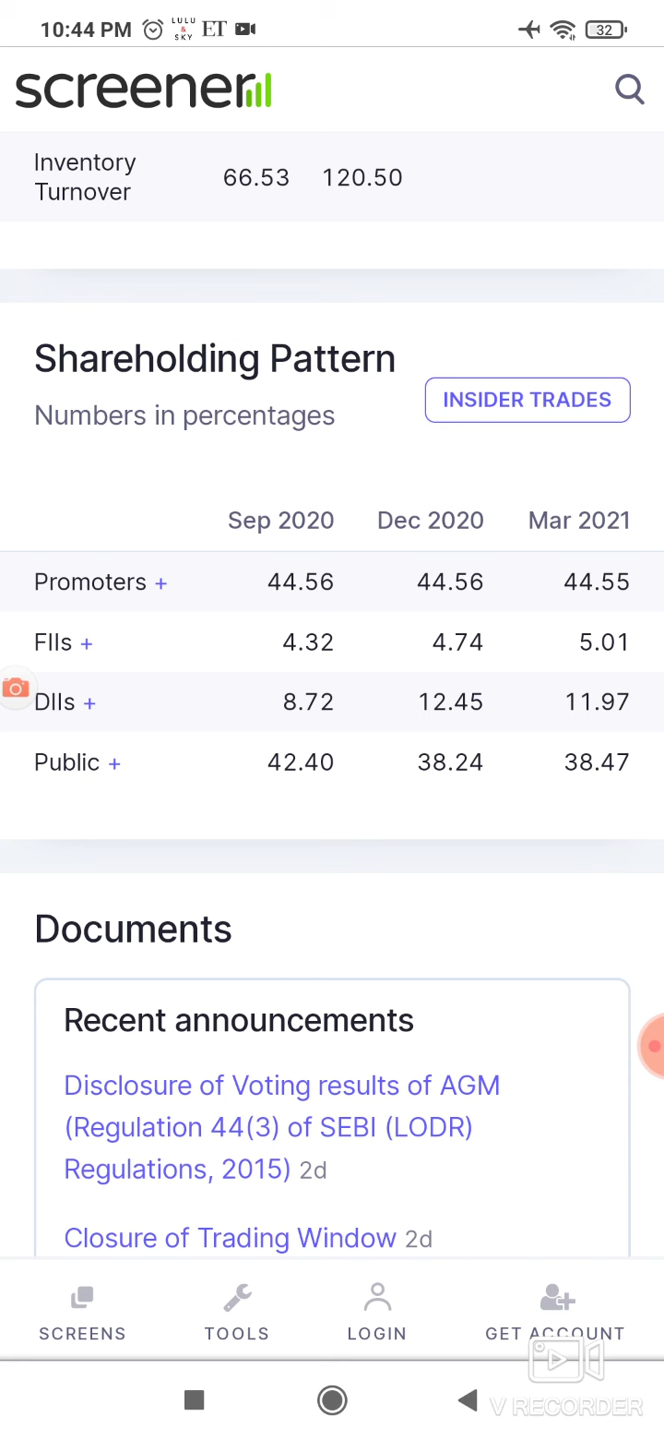 10:44 PM LULU & SKY ET 32
screener
Inventory
Turnover 66.53 120.50
Shareholding Pattern
Numbers in percentages INSIDER TRADES
Sep 2020 Dec 2020 Mar 2021
Promoters + 44.56 44.56 44.55
FIIs + 4.32 4.74 5.01
DIIs + 8.72 12.45 11.97
Public + 42.40 38.24 38.47
Documents
Recent announcements
Disclosure of Voting results of AGM
(Regulation 44(3) of SEBI (LODR)
Regulations, 2015) 2d
Closure of Trading Window 2d
SCREENS TOOLS LOGIN GET ACCOUNT
V RECORDER